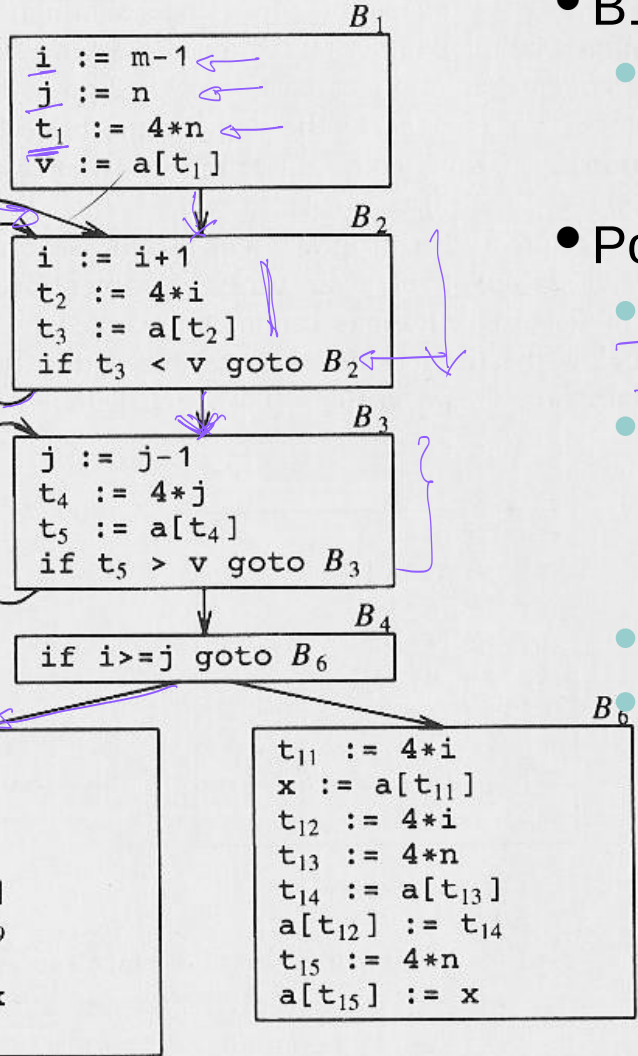 B₁
i := m-1
j := n
t₁ := 4*n
v := a[t₁]
B₂
i := i+1
t₂ := 4*i
t₃ := a[t₂]
if t₃ < v goto B₂
B₃
j := j-1
t₄ := 4*j
t₅ := a[t₄]
if t₅ > v goto B₃
B₄
if i>=j goto B₆
B₆
t₁₁ := 4*i
x := a[t₁₁]
t₁₂ := 4*i
t₁₃ := 4*n
t₁₄ := a[t₁₃]
a[t₁₂] := t₁₄
t₁₅ := 4*n
a[t₁₅] := x